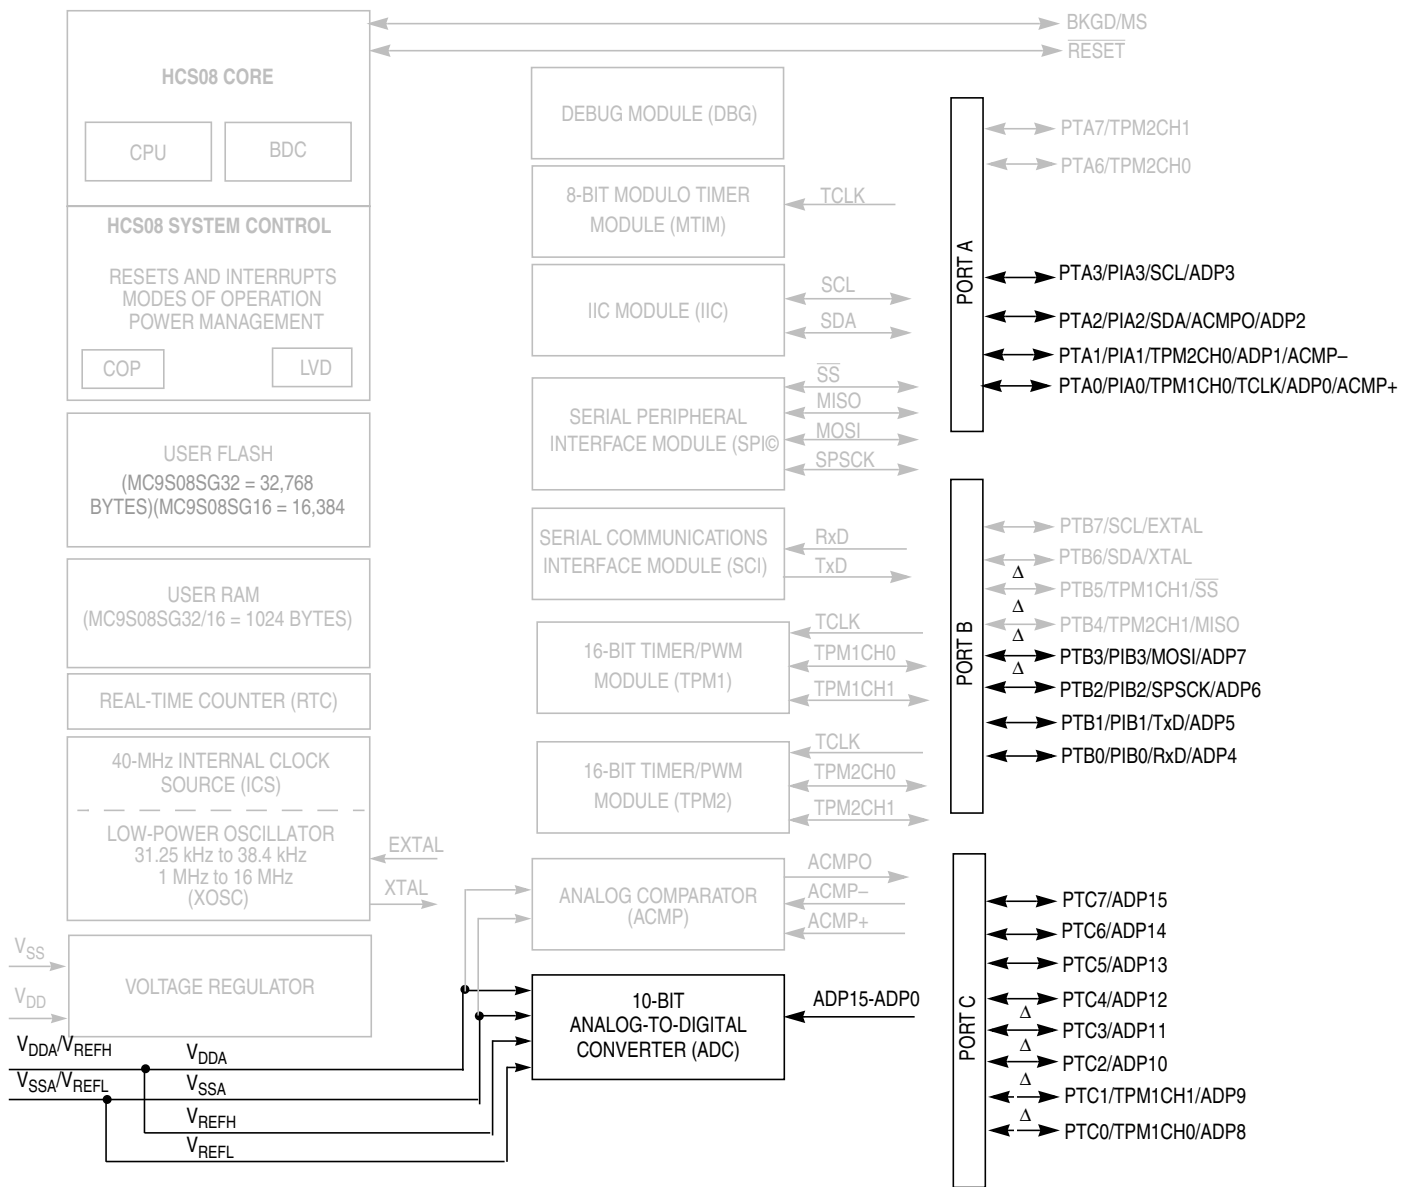 BKGD/MS
RESET
HCS08 CORE
CPU
BDC
HCS08 SYSTEM CONTROL
RESETS AND INTERRUPTS
MODES OF OPERATION
POWER MANAGEMENT
COP
LVD
USER FLASH
(MC9S08SG32 = 32,768
BYTES)(MC9S08SG16 = 16,384
USER RAM
(MC9S08SG32/16 = 1024 BYTES)
REAL-TIME COUNTER (RTC)
40-MHz INTERNAL CLOCK
SOURCE (ICS)
LOW-POWER OSCILLATOR
31.25 kHz to 38.4 kHz
1 MHz to 16 MHz
(XOSC)
EXTAL
XTAL
VSS
VDD
VOLTAGE REGULATOR
VDDA/VREFH
VSSA/VREFL
VDDA
VSSA
VREFH
VREFL
DEBUG MODULE (DBG)
8-BIT MODULO TIMER
MODULE (MTIM)
TCLK
IIC MODULE (IIC)
SCL
SDA
SERIAL PERIPHERAL
INTERFACE MODULE (SPI©
SS
MISO
MOSI
SPSCK
SERIAL COMMUNICATIONS
INTERFACE MODULE (SCI)
RxD
TxD
16-BIT TIMER/PWM
MODULE (TPM1)
TCLK
TPM1CH0
TPM1CH1
16-BIT TIMER/PWM
MODULE (TPM2)
TCLK
TPM2CH0
TPM2CH1
ANALOG COMPARATOR
(ACMP)
ACMPO
ACMP–
ACMP+
10-BIT
ANALOG-TO-DIGITAL
CONVERTER (ADC)
ADP15-ADP0
PORT A
PTA7/TPM2CH1
PTA6/TPM2CH0
PTA3/PIA3/SCL/ADP3
PTA2/PIA2/SDA/ACMPO/ADP2
PTA1/PIA1/TPM2CH0/ADP1/ACMP–
PTA0/PIA0/TPM1CH0/TCLK/ADP0/ACMP+
PORT B
PTB7/SCL/EXTAL
PTB6/SDA/XTAL
Δ
PTB5/TPM1CH1/SS
Δ
PTB4/TPM2CH1/MISO
Δ
PTB3/PIB3/MOSI/ADP7
Δ
PTB2/PIB2/SPSCK/ADP6
PTB1/PIB1/TxD/ADP5
PTB0/PIB0/RxD/ADP4
PORT C
PTC7/ADP15
PTC6/ADP14
PTC5/ADP13
PTC4/ADP12
Δ
PTC3/ADP11
Δ
PTC2/ADP10
Δ
PTC1/TPM1CH1/ADP9
Δ
PTC0/TPM1CH0/ADP8